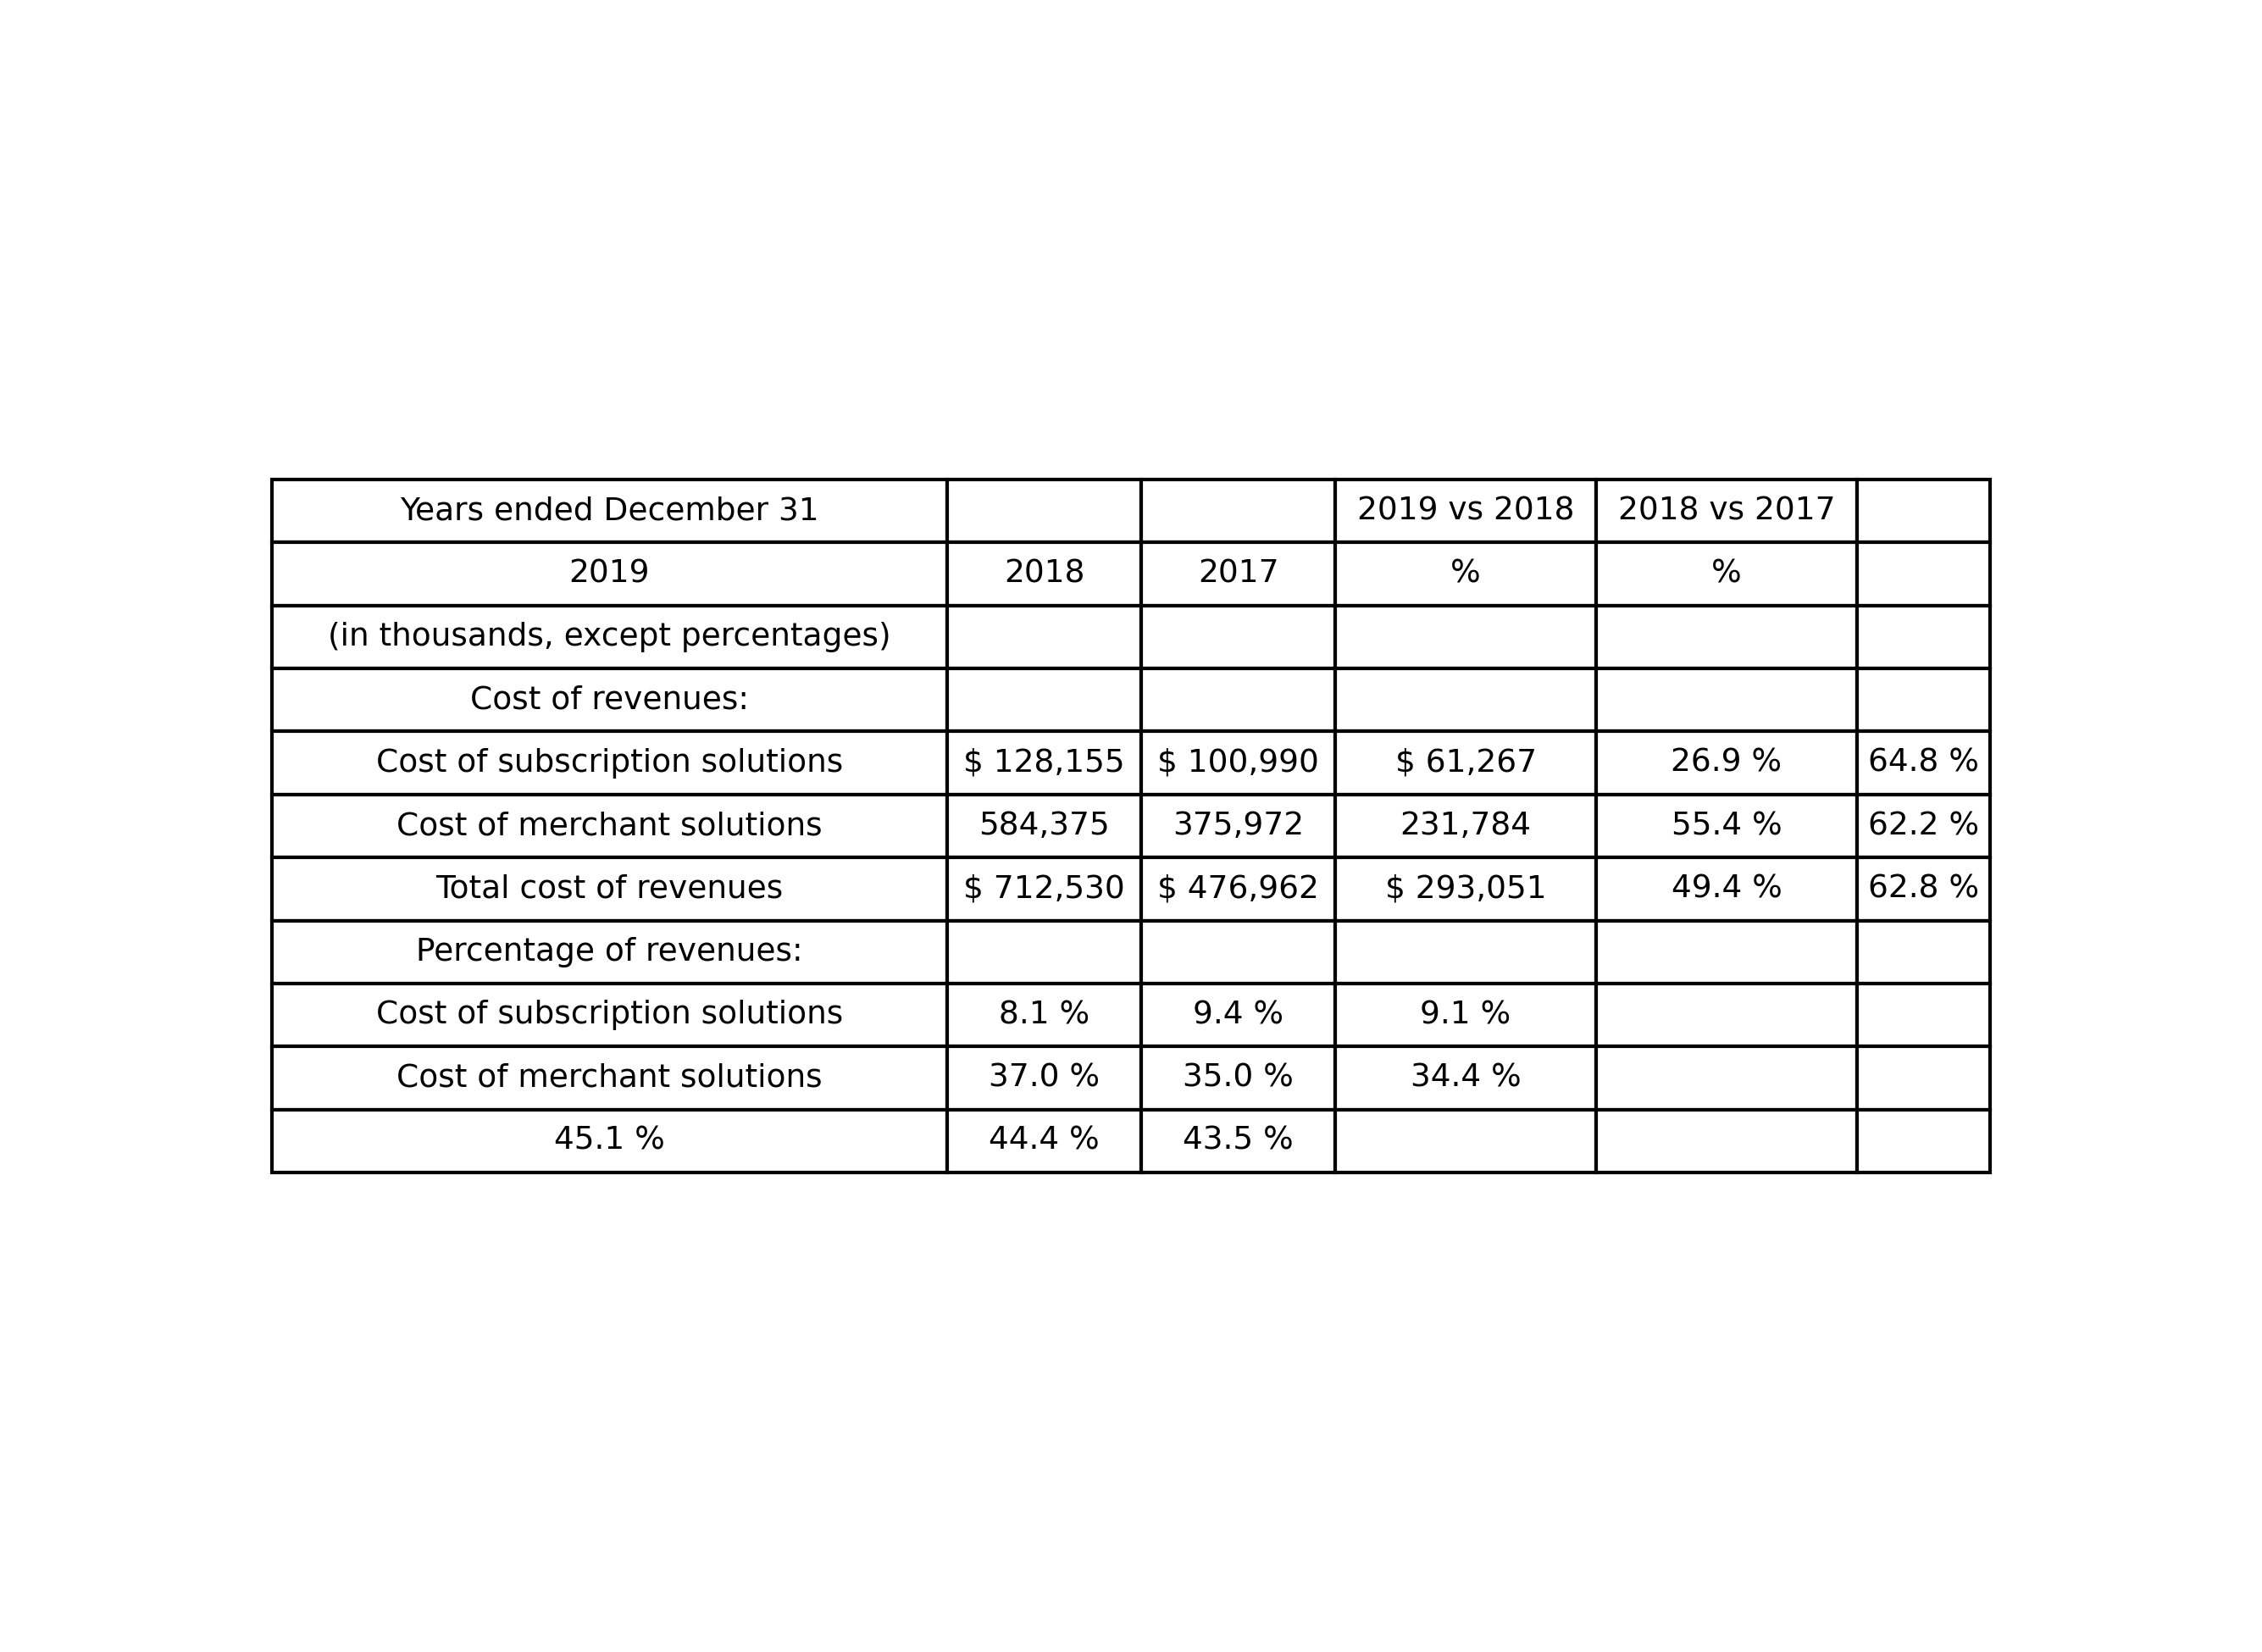 Years ended December 31 2019 vs 2018 2018 vs 2017
2019 2018 2017 % %
(in thousands, except percentages)
Cost of revenues:
Cost of subscription solutions $ 128,155 $ 100,990 $ 61,267 26.9 % 64.8 %
Cost of merchant solutions 584,375 375,972 231,784 55.4 % 62.2 %
Total cost of revenues $ 712,530 $ 476,962 $ 293,051 49.4 % 62.8 %
Percentage of revenues:
Cost of subscription solutions 8.1 % 9.4 % 9.1 %
Cost of merchant solutions 37.0 % 35.0 % 34.4 %
45.1 % 44.4 % 43.5 %